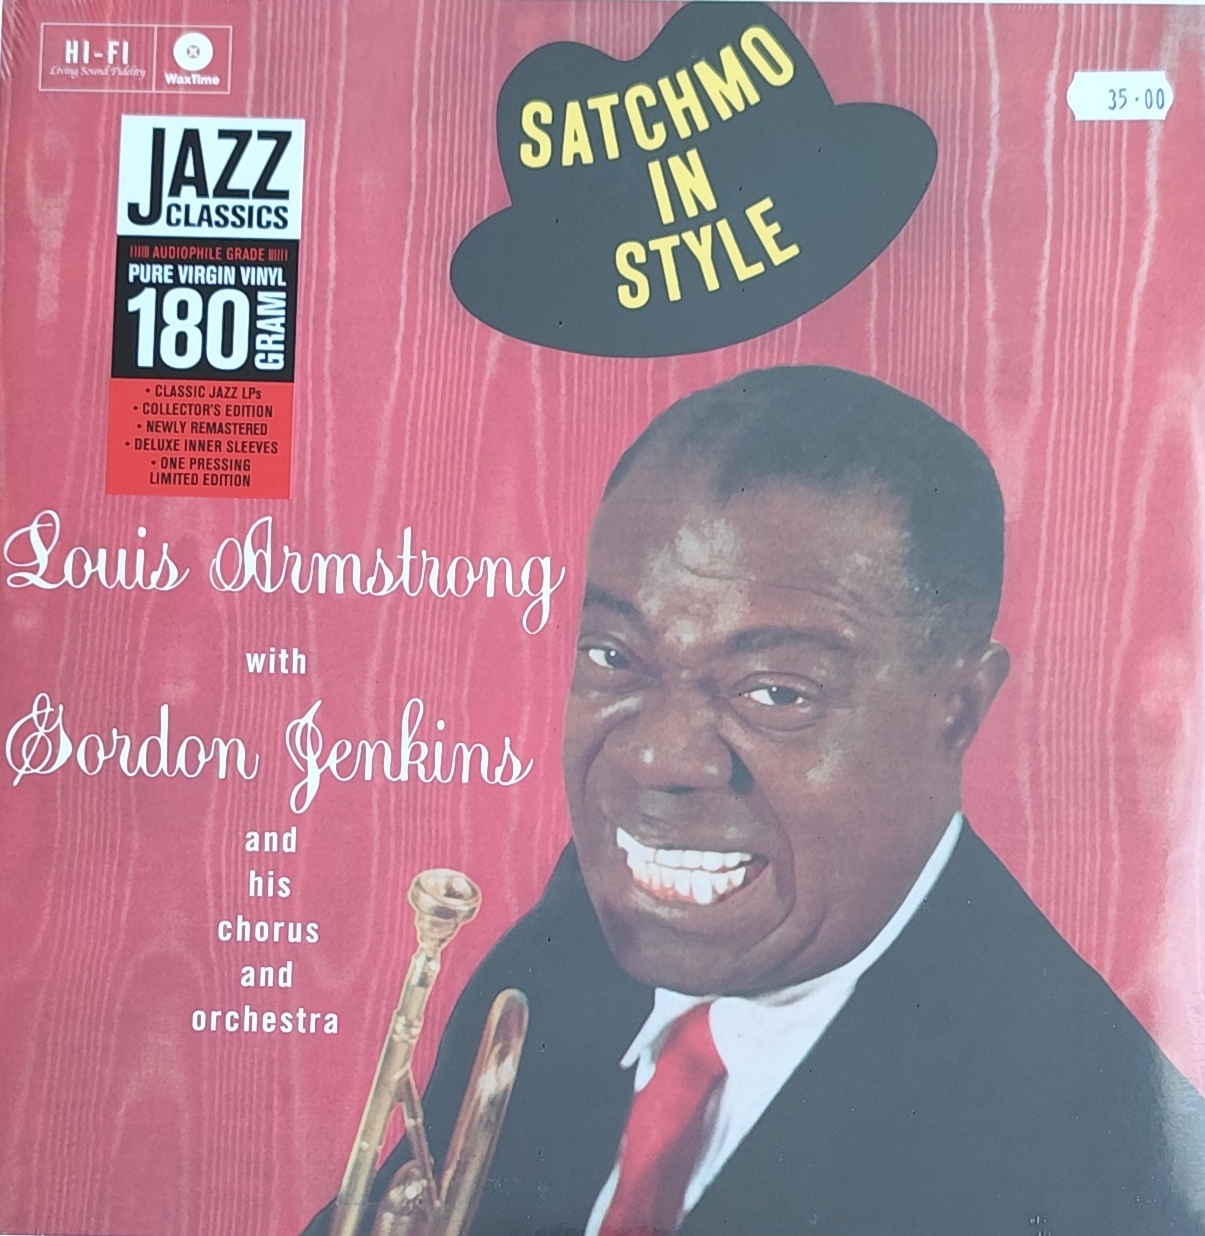 HI-FI
Living Sound Fidelity
WaxTime
SATCHMO
IN
STYLE
35·00
JAZZ
CLASSICS
AUDIOPHILE GRADE
PURE VIRGIN VINYL
180 GRAM
• CLASSIC JAZZ LPs
• COLLECTOR'S EDITION
• NEWLY REMASTERED
• DELUXE INNER SLEEVES
• ONE PRESSING
LIMITED EDITION
Louis Armstrong
with
Gordon Jenkins
and
his
chorus
and
orchestra